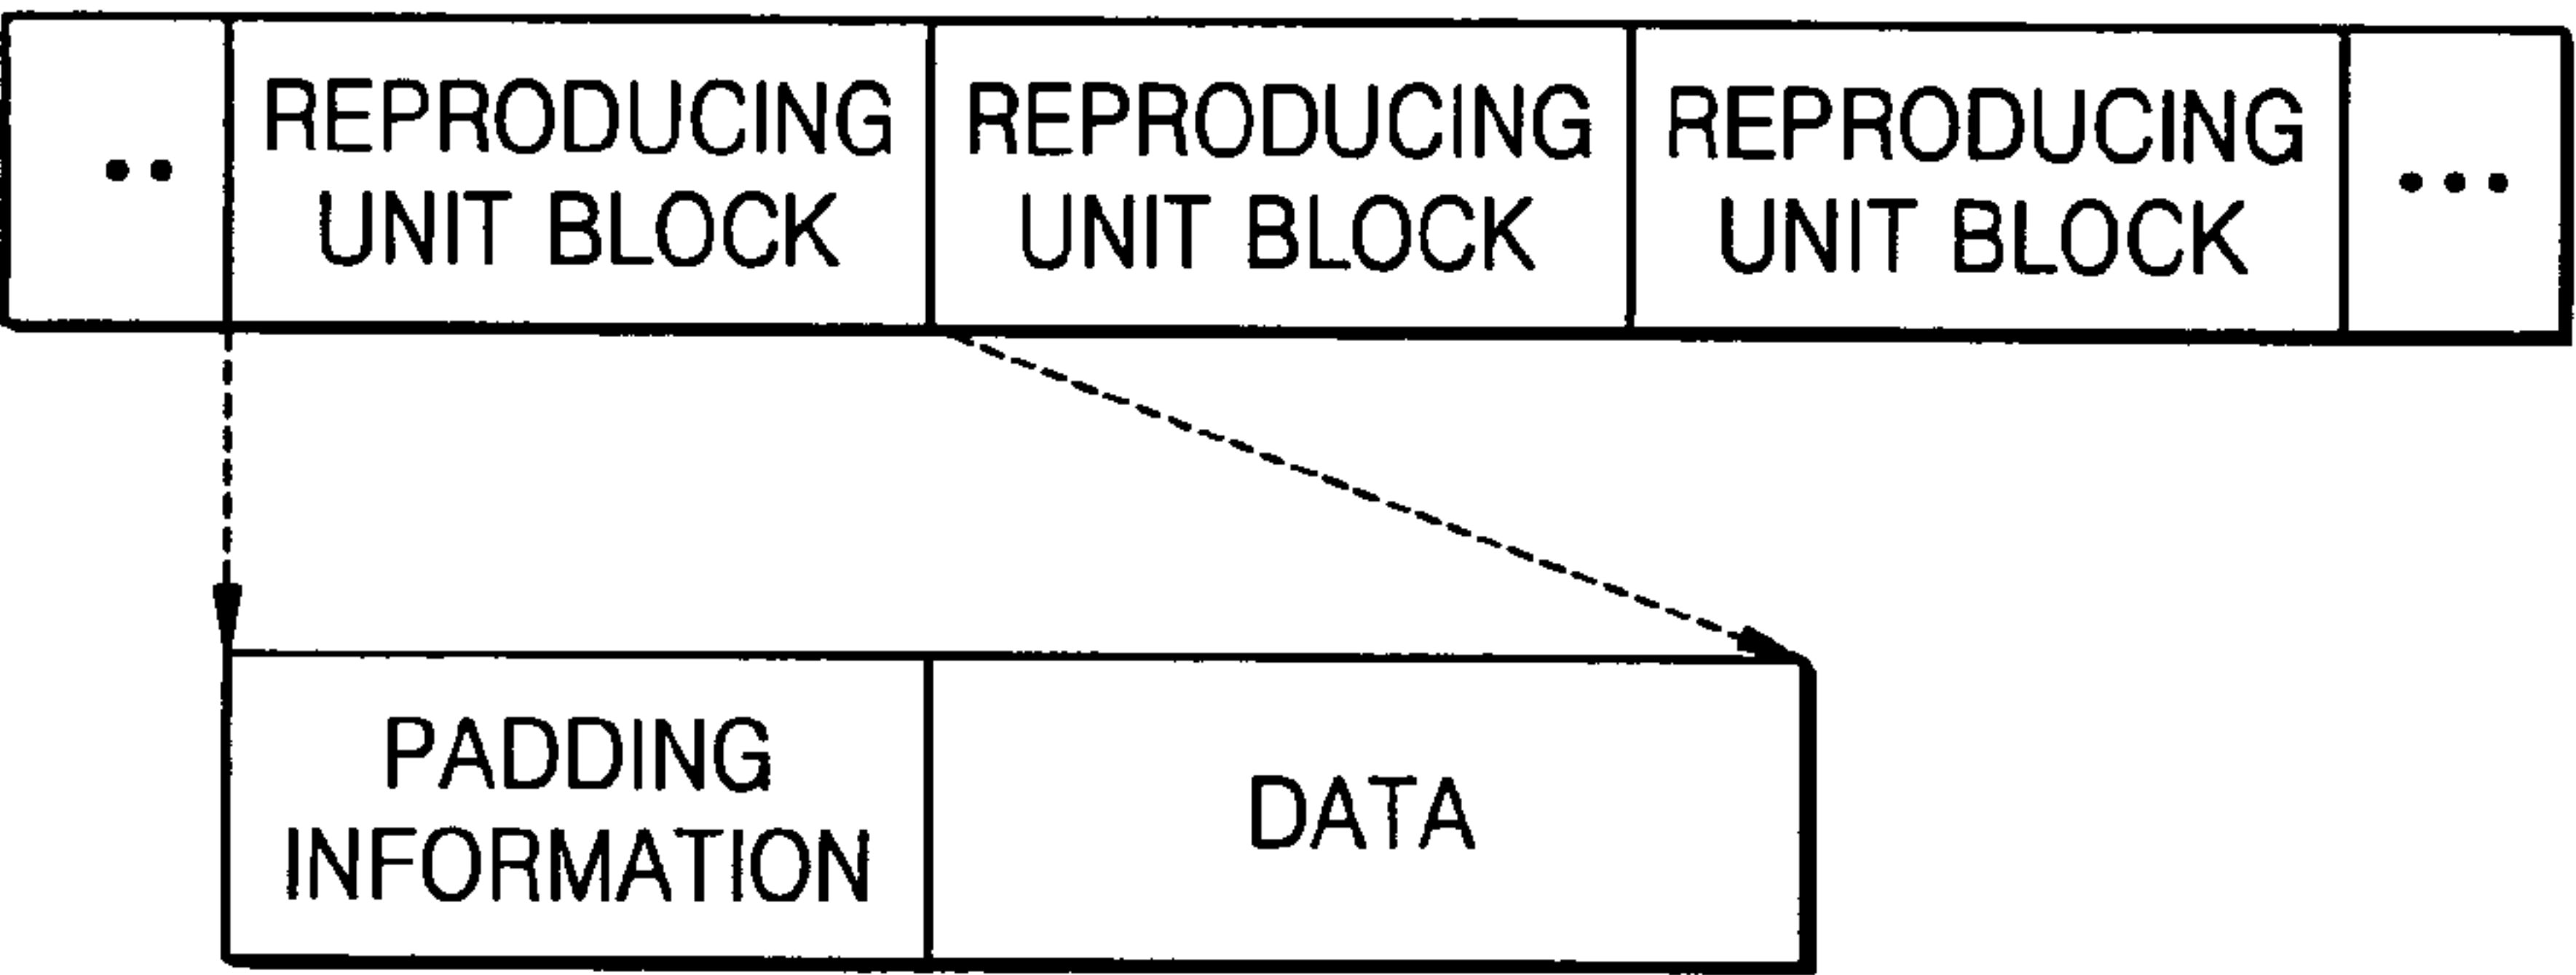 •• REPRODUCING REPRODUCING REPRODUCING •••
UNIT BLOCK UNIT BLOCK UNIT BLOCK
PADDING
INFORMATION
DATA